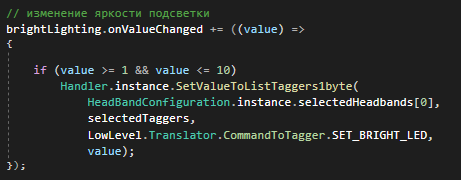 // изменение яркости подсветки
brightLighting.onValueChanged += ((value) =>
{
if (value >= 1 && value <= 10)
Handler.instance.SetValueToListTaggers1byte(
HeadBandConfiguration.instance.selectedHeadbands[0],
selectedTaggers,
LowLevel.Translator.CommandToTagger.SET_BRIGHT_LED,
value);
});